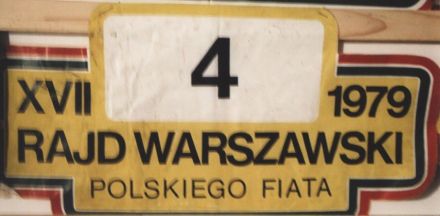 4
XVII 1979
RAJD WARSZAWSKI
POLSKIEGO FIATA